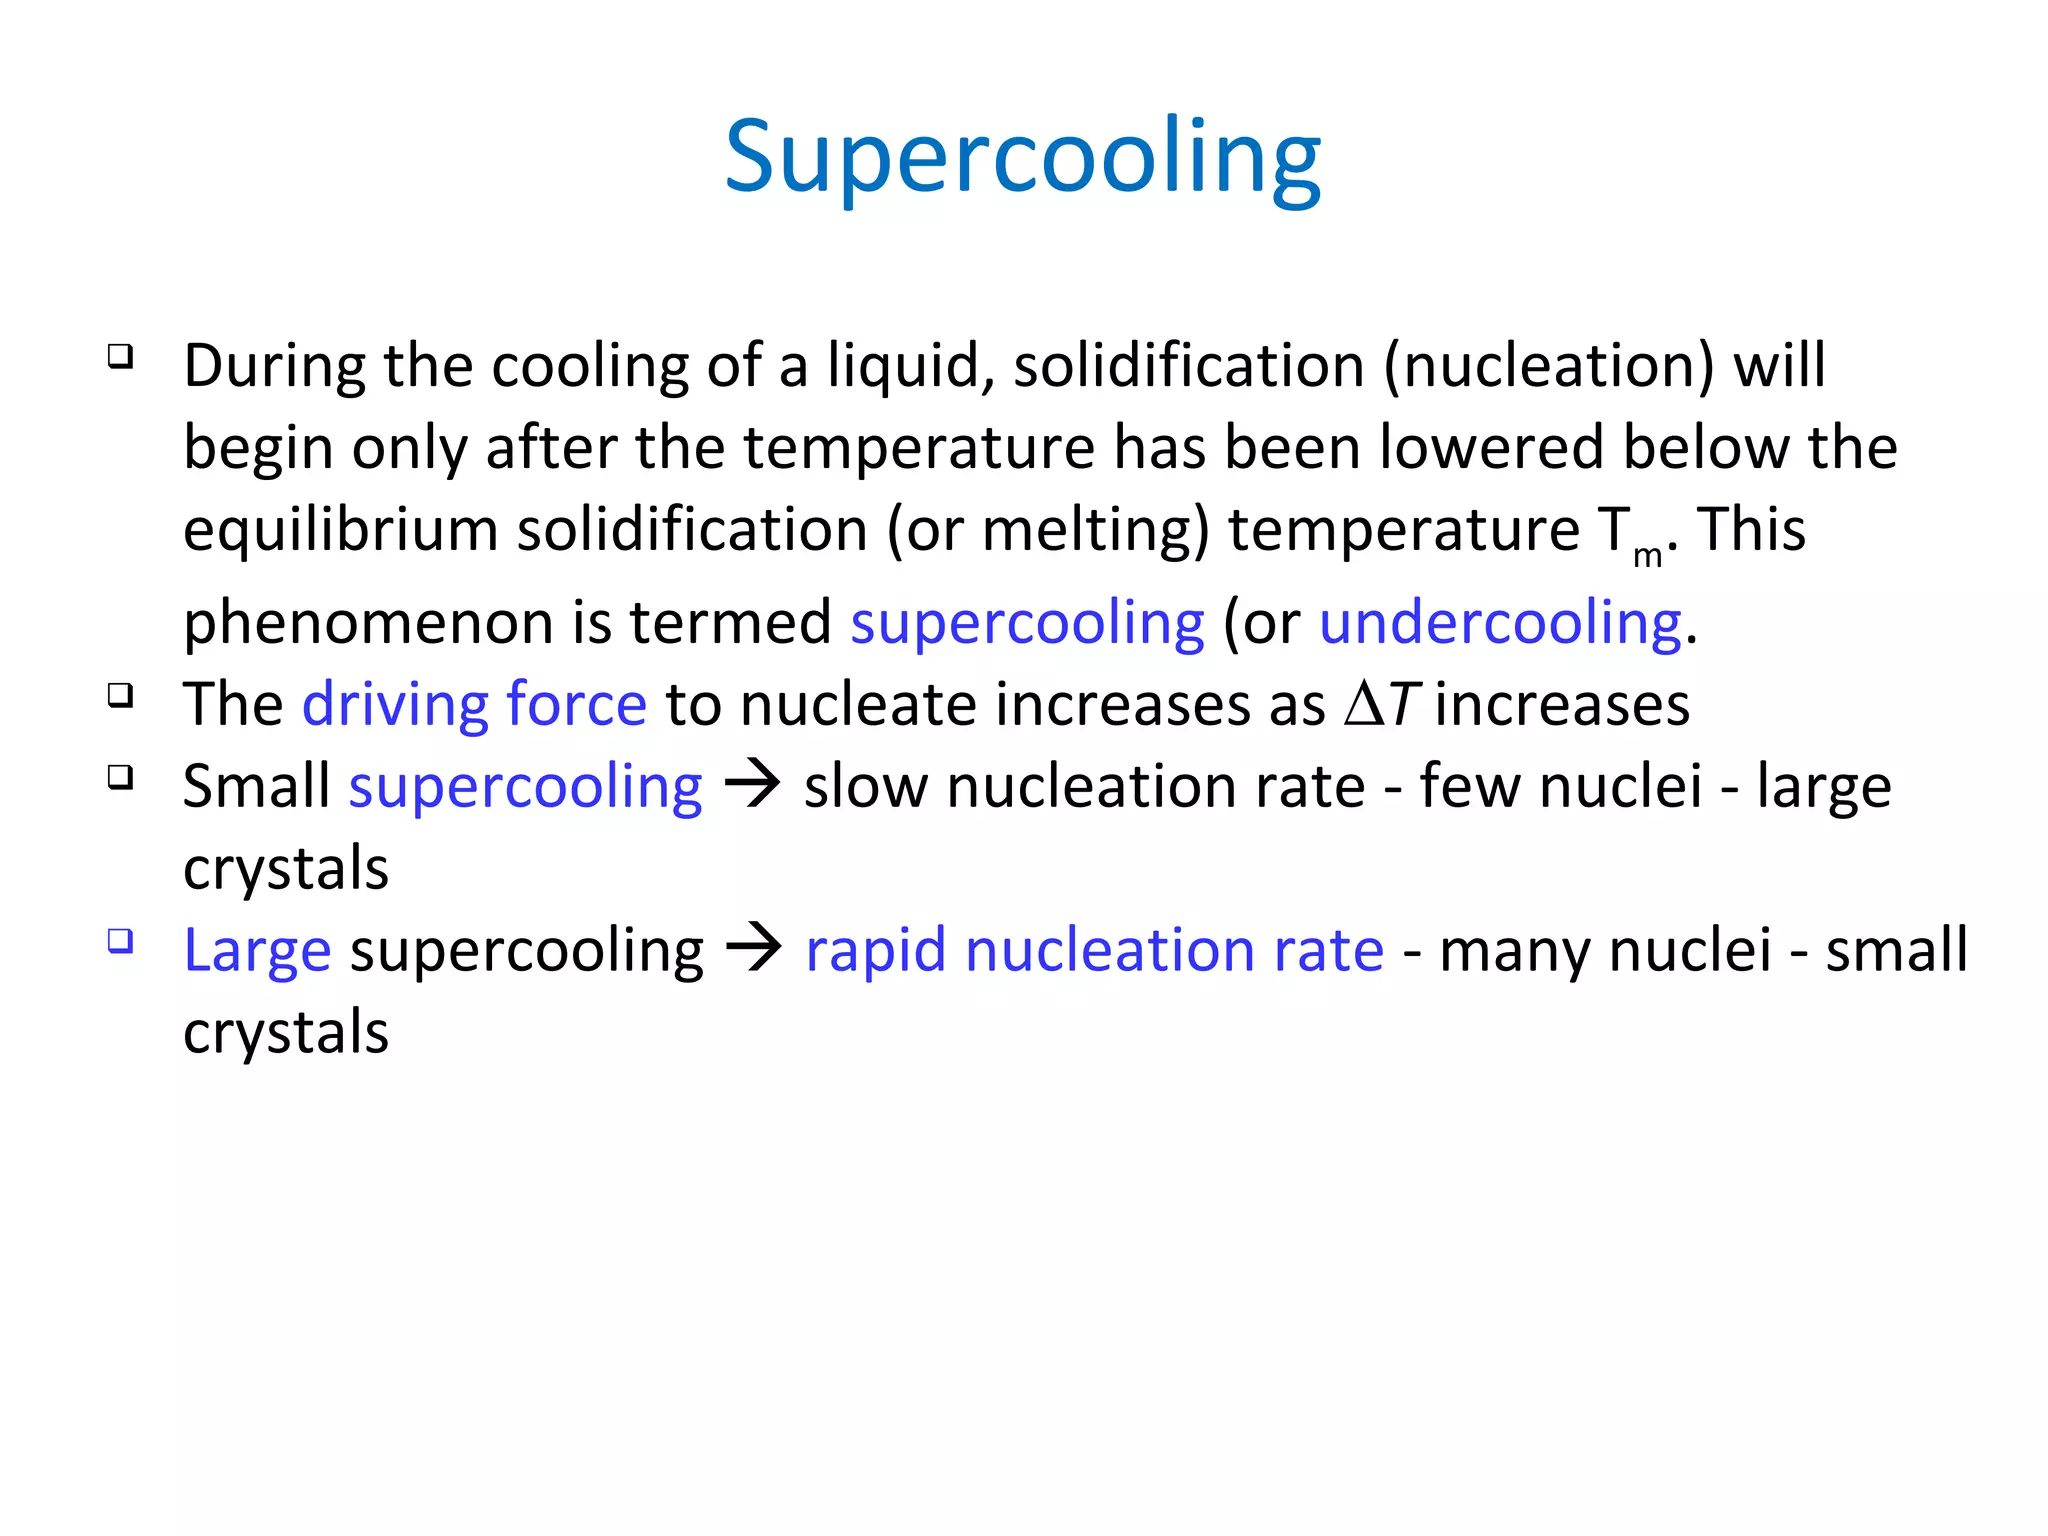 Supercooling
❑ During the cooling of a liquid, solidification (nucleation) will
begin only after the temperature has been lowered below the
equilibrium solidification (or melting) temperature Tm. This
phenomenon is termed supercooling (or undercooling.
❑ The driving force to nucleate increases as ΔT increases
❑ Small supercooling → slow nucleation rate - few nuclei - large
crystals
❑ Large supercooling → rapid nucleation rate - many nuclei - small
crystals